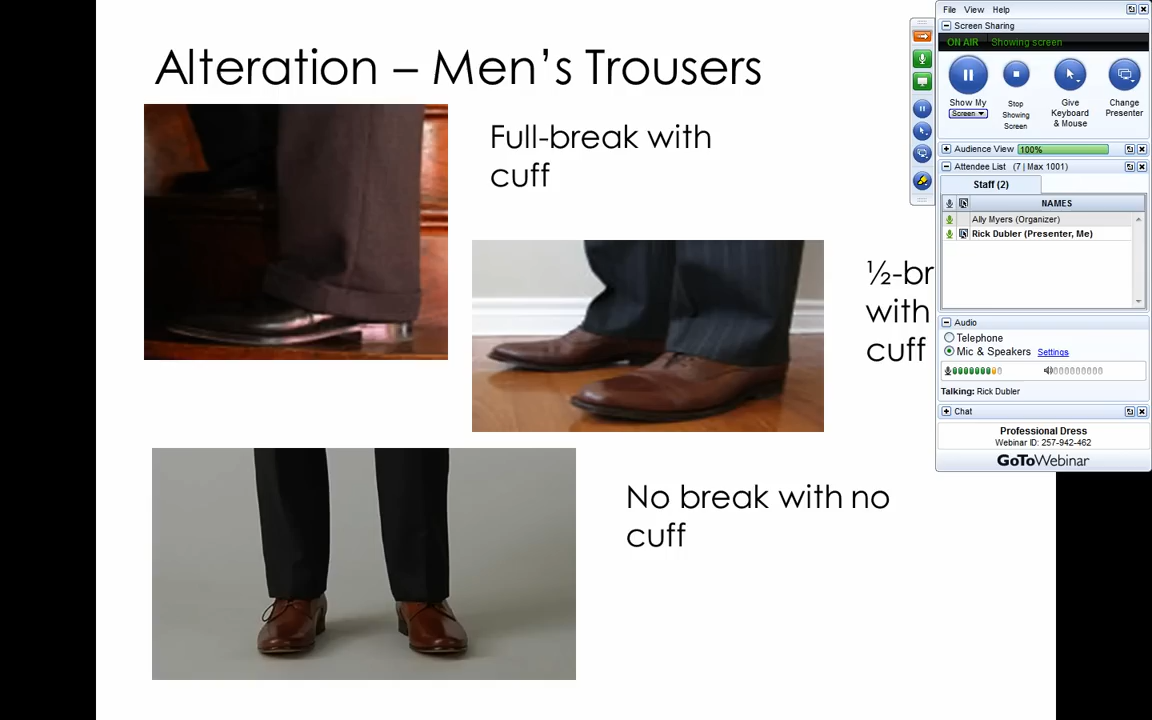 Alteration – Men's Trousers
Full-break with
cuff
½-br
with
cuff
No break with no
cuff
File View Help
Screen Sharing
ON AIR Showing screen
Show My
Screen
Stop
Showing
Screen
Give
Keyboard
& Mouse
Change
Presenter
Audience View 100%
Attendee List (7 | Max 1001)
Staff (2)
NAMES
Ally Myers (Organizer)
Rick Dubler (Presenter, Me)
Audio
Telephone
Mic & Speakers Settings
Talking: Rick Dubler
Chat
Professional Dress
Webinar ID: 257-942-462
GoToWebinar